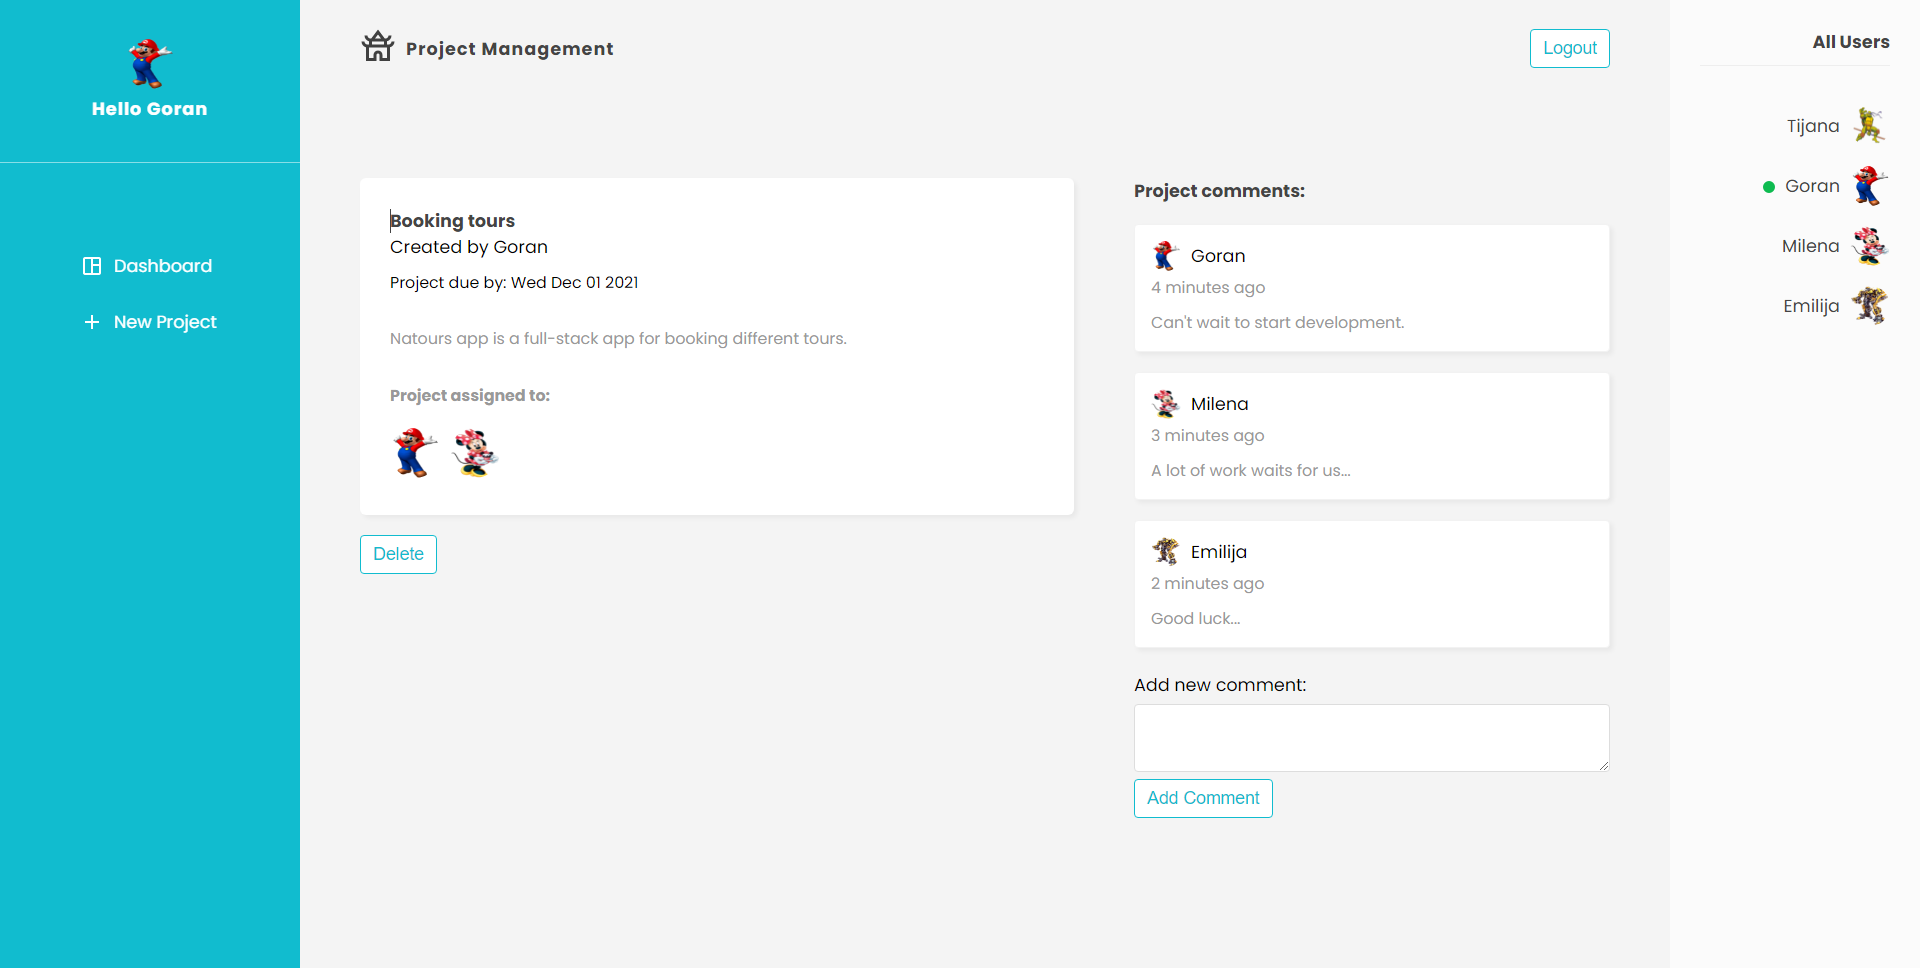 Hello Goran
Dashboard
New Project
Project Management
Logout
Booking tours
Created by Goran
Project due by: Wed Dec 01 2021
Natours app is a full-stack app for booking different tours.
Project assigned to:
Delete
Project comments:
Goran
4 minutes ago
Can't wait to start development.
Milena
3 minutes ago
A lot of work waits for us...
Emilija
2 minutes ago
Good luck...
Add new comment:
Add Comment
All Users
Tijana
Goran
Milena
Emilija